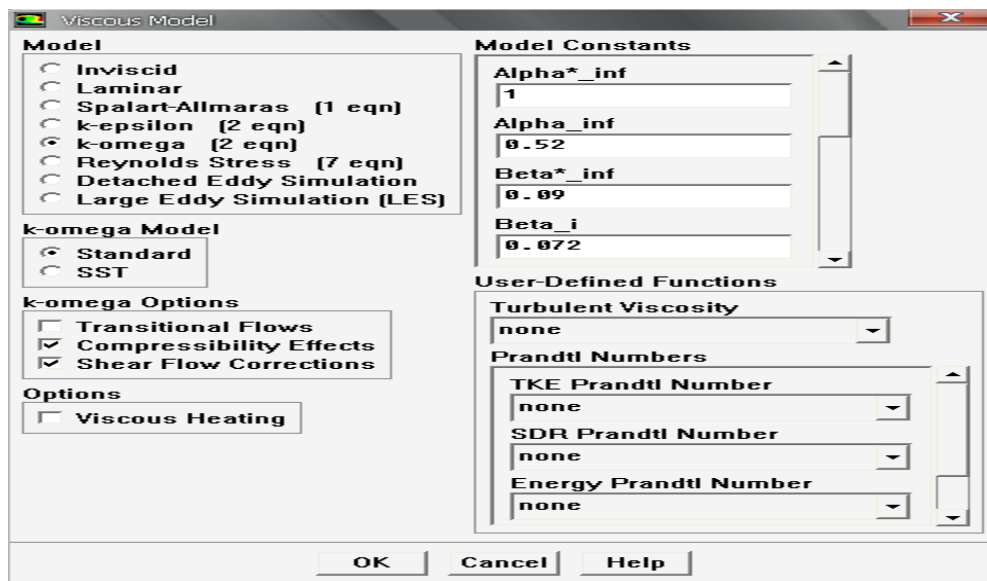 Viscous Model
Model
Inviscid
Laminar
Spalart-Allmaras (1 eqn)
k-epsilon (2 eqn)
k-omega (2 eqn)
Reynolds Stress (7 eqn)
Detached Eddy Simulation
Large Eddy Simulation (LES)
k-omega Model
Standard
SST
k-omega Options
Transitional Flows
Compressibility Effects
Shear Flow Corrections
Options
Viscous Heating
Model Constants
Alpha*_inf
1
Alpha_inf
0.52
Beta*_inf
0.09
Beta_i
0.072
User-Defined Functions
Turbulent Viscosity
none
Prandtl Numbers
TKE Prandtl Number
none
SDR Prandtl Number
none
Energy Prandtl Number
none
OK Cancel Help